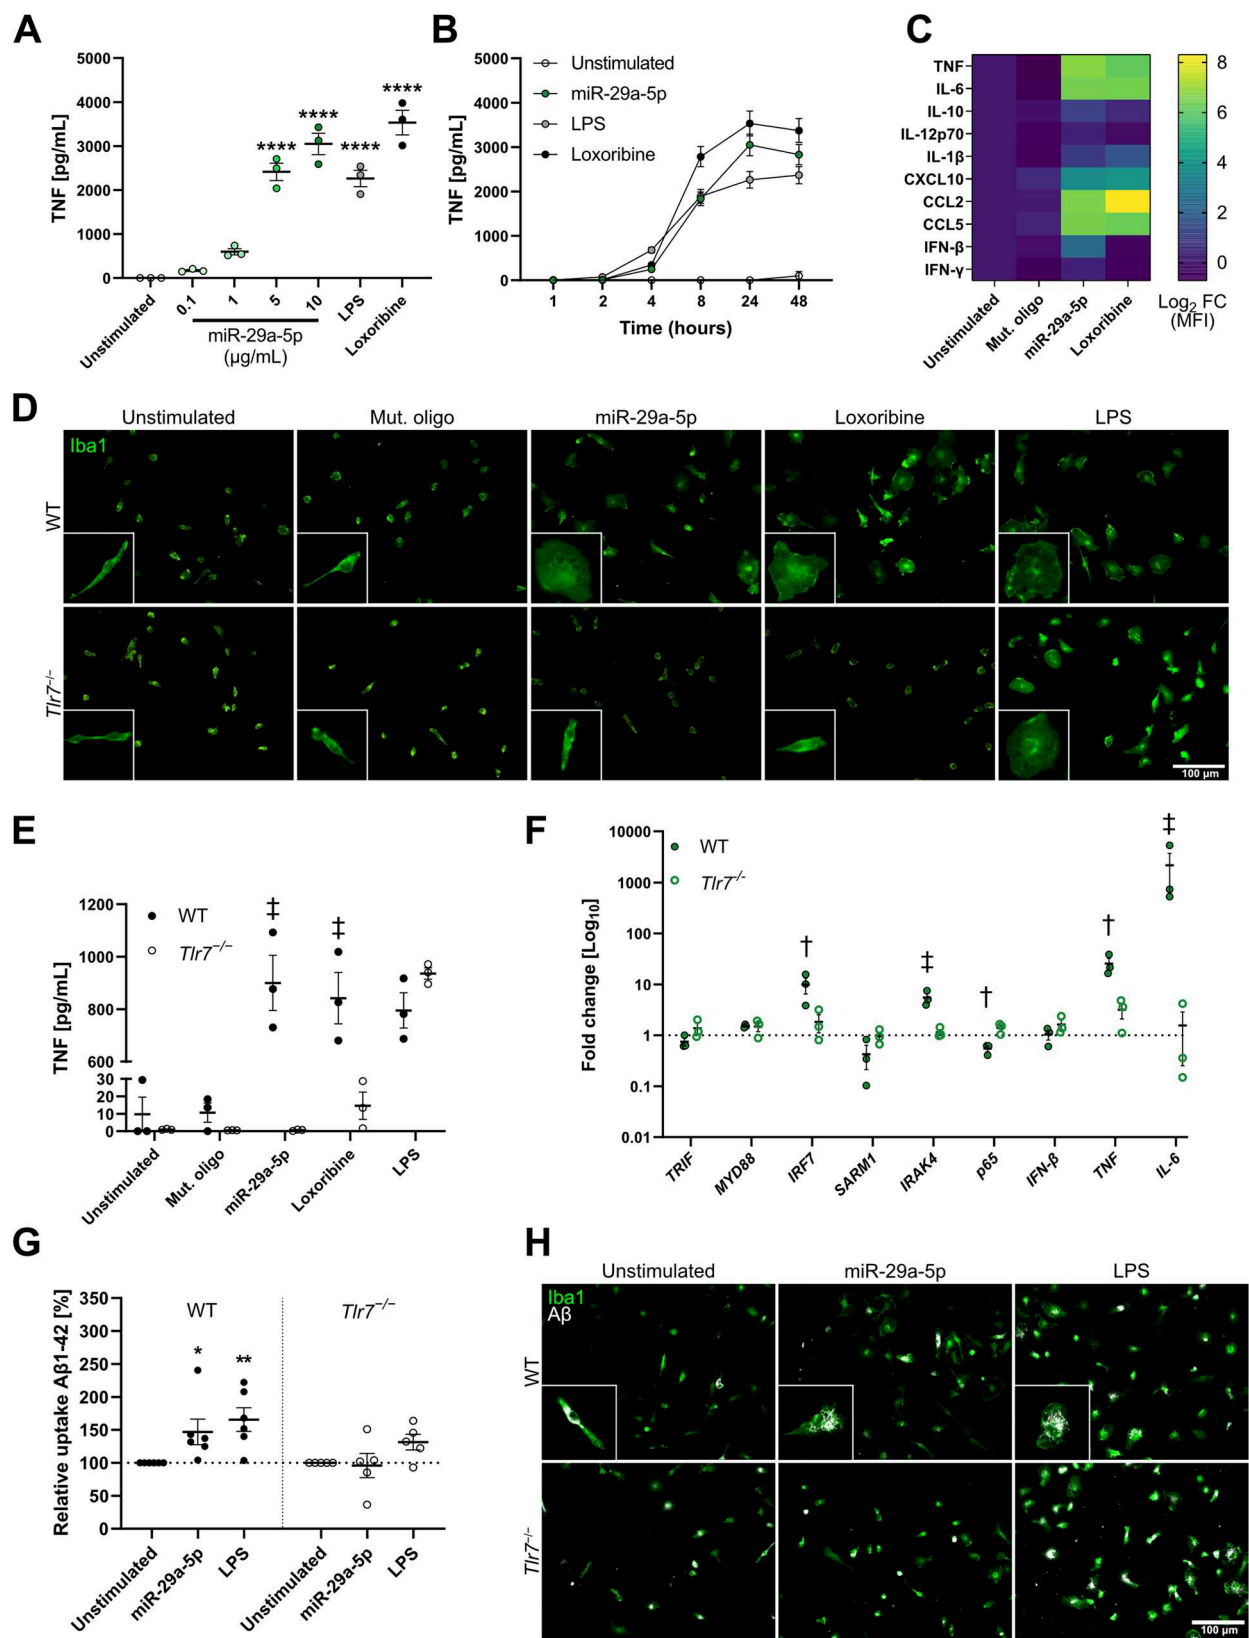 A
TNF [pg/mL]
5000
4000
3000
2000
1000
0
****
****
****
****
Unstimulated
0.1
1
5
10
LPS
Loxoribine
miR-29a-5p
(µg/mL)
B
TNF [pg/mL]
5000
4000
3000
2000
1000
0
Unstimulated
miR-29a-5p
LPS
Loxoribine
1
2
4
8
24
48
Time (hours)
C
TNF
IL-6
IL-10
IL-12p70
IL-1β
CXCL10
CCL2
CCL5
IFN-β
IFN-γ
Unstimulated
Mut. oligo
miR-29a-5p
Loxoribine
8
6
4
2
0
Log₂ FC
(MFI)
D
Unstimulated
Mut. oligo
miR-29a-5p
Loxoribine
LPS
Iba1
WT
Tlr7⁻/⁻
100 µm
E
TNF [pg/mL]
1200
1000
800
600
30
20
10
0
WT
Tlr7⁻/⁻
‡
‡
Unstimulated
Mut. oligo
miR-29a-5p
Loxoribine
LPS
F
Fold change [Log₁₀]
10000
1000
100
10
1
0.1
0.01
WT
Tlr7⁻/⁻
†
‡
†
†
‡
TRIF
MYD88
IRF7
SARM1
IRAK4
p65
IFN-β
TNF
IL-6
G
Relative uptake Aβ1-42 [%]
350
300
250
200
150
100
50
0
WT
Tlr7⁻/⁻
*
**
Unstimulated
miR-29a-5p
LPS
Unstimulated
miR-29a-5p
LPS
H
Unstimulated
miR-29a-5p
LPS
Iba1
Aβ
WT
Tlr7⁻/⁻
100 µm